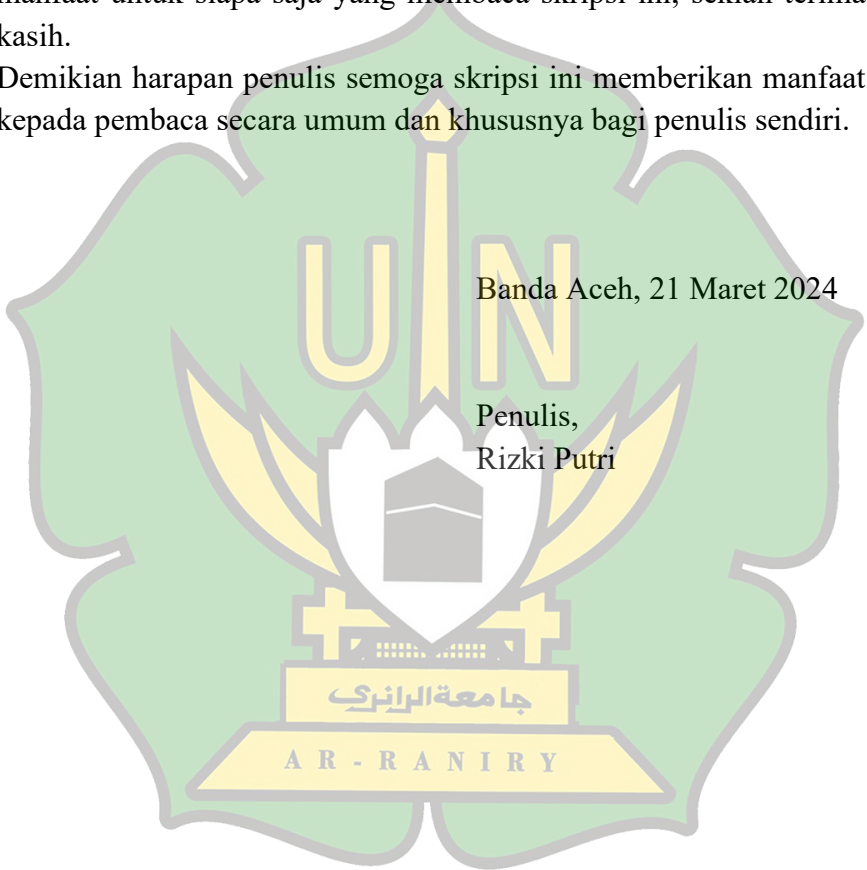 manfaat untuk siapa saja yang membaca skripsi ini, sekian terima
kasih.
Demikian harapan penulis semoga skripsi ini memberikan manfaat
kepada pembaca secara umum dan khususnya bagi penulis sendiri.
UIN
Banda Aceh, 21 Maret 2024
Penulis,
Rizki Putri
جامعة الرانري
AR-RANIRY